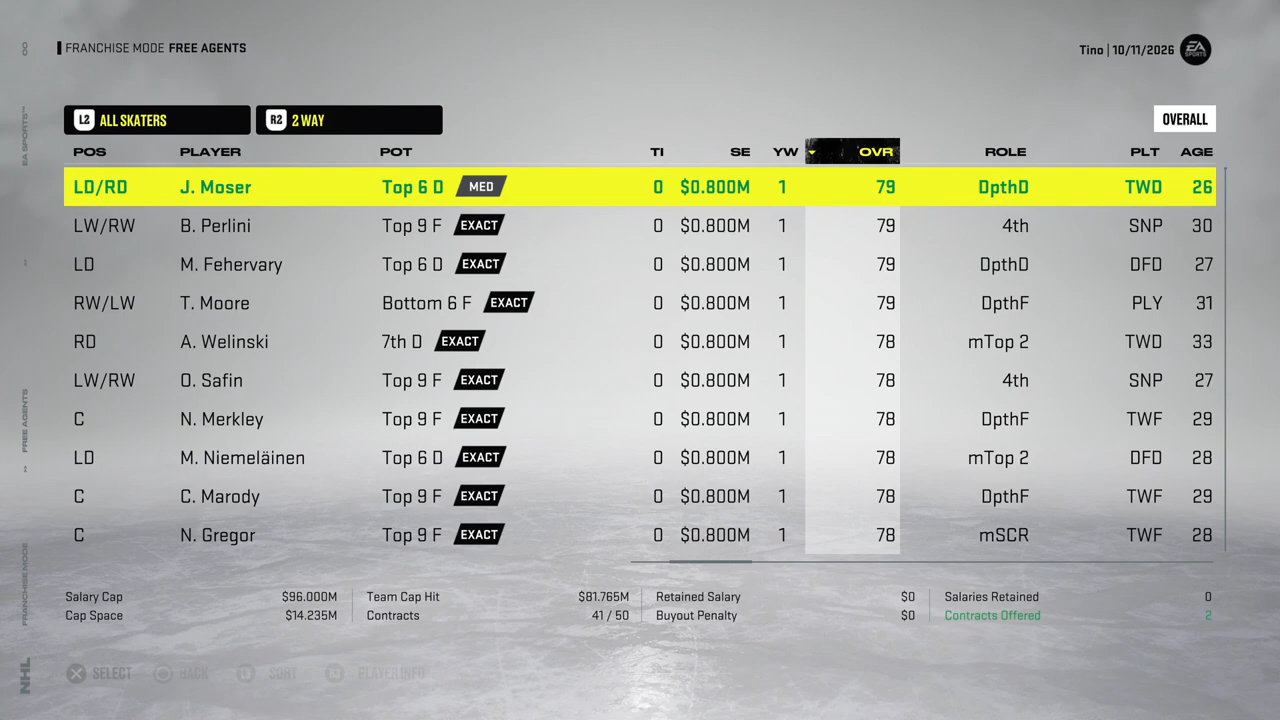 FRANCHISE MODE FREE AGENTS
Tino | 10/11/2026
EA SPORTS
L2 ALL SKATERS R2 2 WAY OVERALL
POS PLAYER POT TI SE YW OVR ROLE PLT AGE
LD/RD J. Moser Top 6 D MED 0 $0.800M 1 79 DpthD TWD 26
LW/RW B. Perlini Top 9 F EXACT 0 $0.800M 1 79 4th SNP 30
LD M. Fehervary Top 6 D EXACT 0 $0.800M 1 79 DpthD DFD 27
RW/LW T. Moore Bottom 6 F EXACT 0 $0.800M 1 79 DpthF PLY 31
RD A. Welinski 7th D EXACT 0 $0.800M 1 78 mTop 2 TWD 33
LW/RW O. Safin Top 9 F EXACT 0 $0.800M 1 78 4th SNP 27
C N. Merkley Top 9 F EXACT 0 $0.800M 1 78 DpthF TWF 29
LD M. Niemeläinen Top 6 D EXACT 0 $0.800M 1 78 mTop 2 DFD 28
C C. Marody Top 9 F EXACT 0 $0.800M 1 78 DpthF TWF 29
C N. Gregor Top 9 F EXACT 0 $0.800M 1 78 mSCR TWF 28
Salary Cap $96.000M Team Cap Hit $81.765M Retained Salary $0 Salaries Retained 0
Cap Space $14.235M Contracts 41 / 50 Buyout Penalty $0 Contracts Offered 2
SELECT BACK SORT PLAYER INFO
NHL FRANCHISE MODE >> FREE AGENTS EA SPORTS™